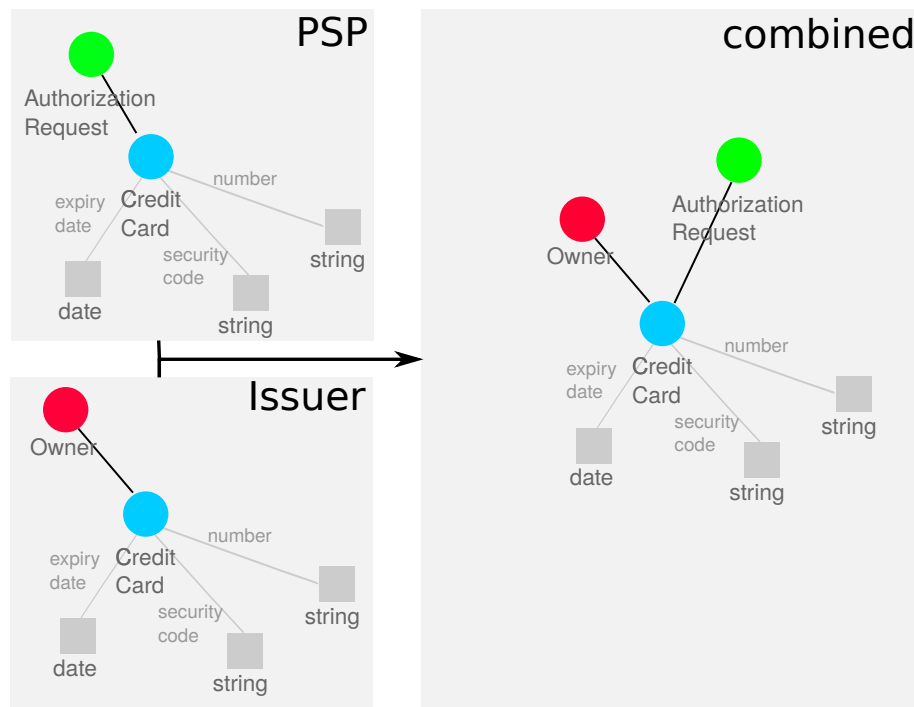 PSP
Authorization
Request
number
expiry
date
Credit
Card
security
code
string
date
string
Issuer
Owner
number
expiry
date
Credit
Card
security
code
string
date
string
combined
Authorization
Request
Owner
number
expiry
date
Credit
Card
security
code
string
date
string